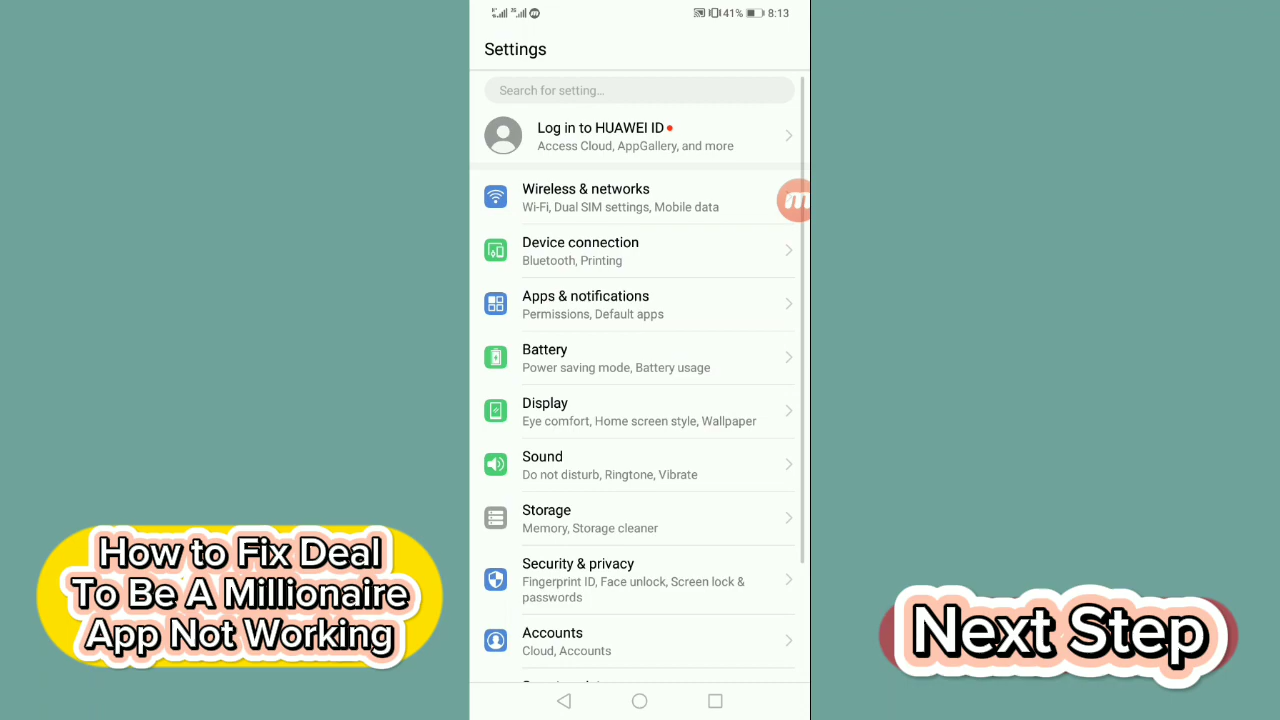 41% 8:13
Settings
Search for setting...
Log in to HUAWEI ID
Access Cloud, AppGallery, and more
Wireless & networks
Wi-Fi, Dual SIM settings, Mobile data
Device connection
Bluetooth, Printing
Apps & notifications
Permissions, Default apps
Battery
Power saving mode, Battery usage
Display
Eye comfort, Home screen style, Wallpaper
Sound
Do not disturb, Ringtone, Vibrate
Storage
Memory, Storage cleaner
Security & privacy
Fingerprint ID, Face unlock, Screen lock &
passwords
Accounts
Cloud, Accounts
How to Fix Deal
To Be A Millionaire
App Not Working
Next Step